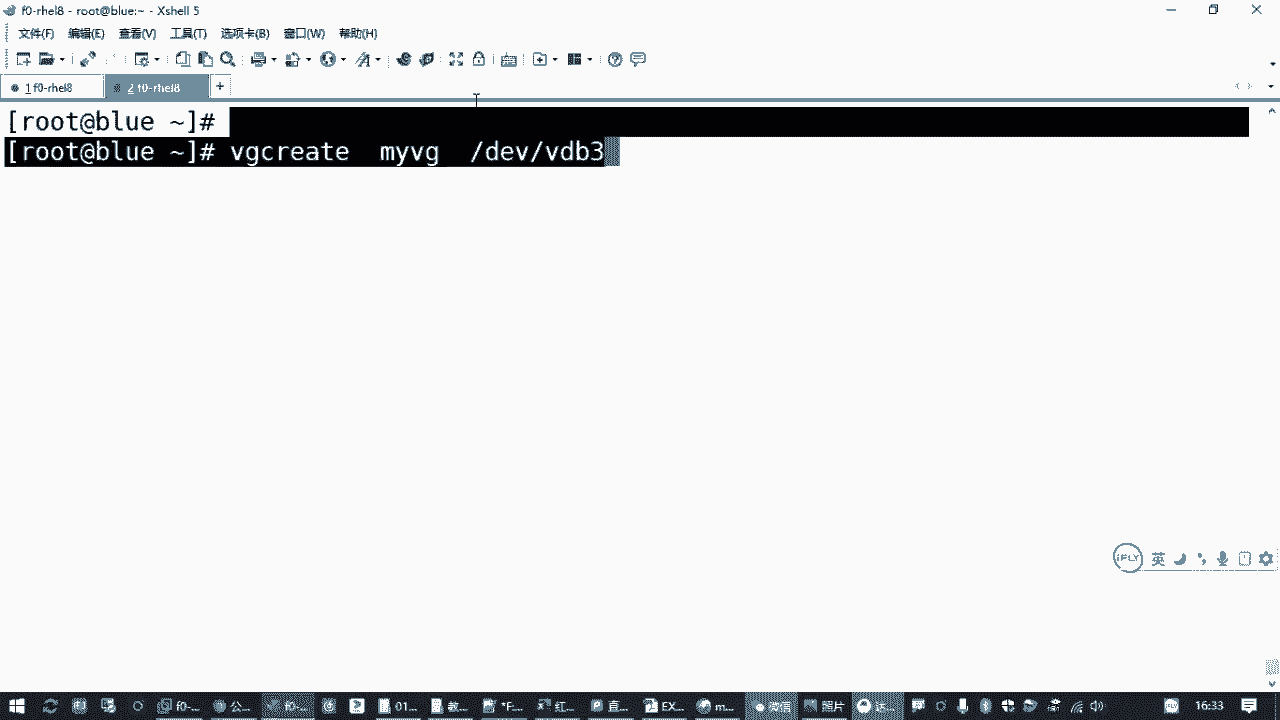 f0-rhel8 - root@blue:~ - Xshell 5
文件(F) 编辑(E) 查看(V) 工具(T) 选项卡(B) 窗口(W) 帮助(H)
1 f0-rhel8 2 f0-rhel8 +
[root@blue ~]#
[root@blue ~]# vgcreate  myvg  /dev/vdb3
iFLY 英
f0-... 公... f0-... 01... 教... *F... 红... 直... EX... m... 微信 照片 正... 16:33